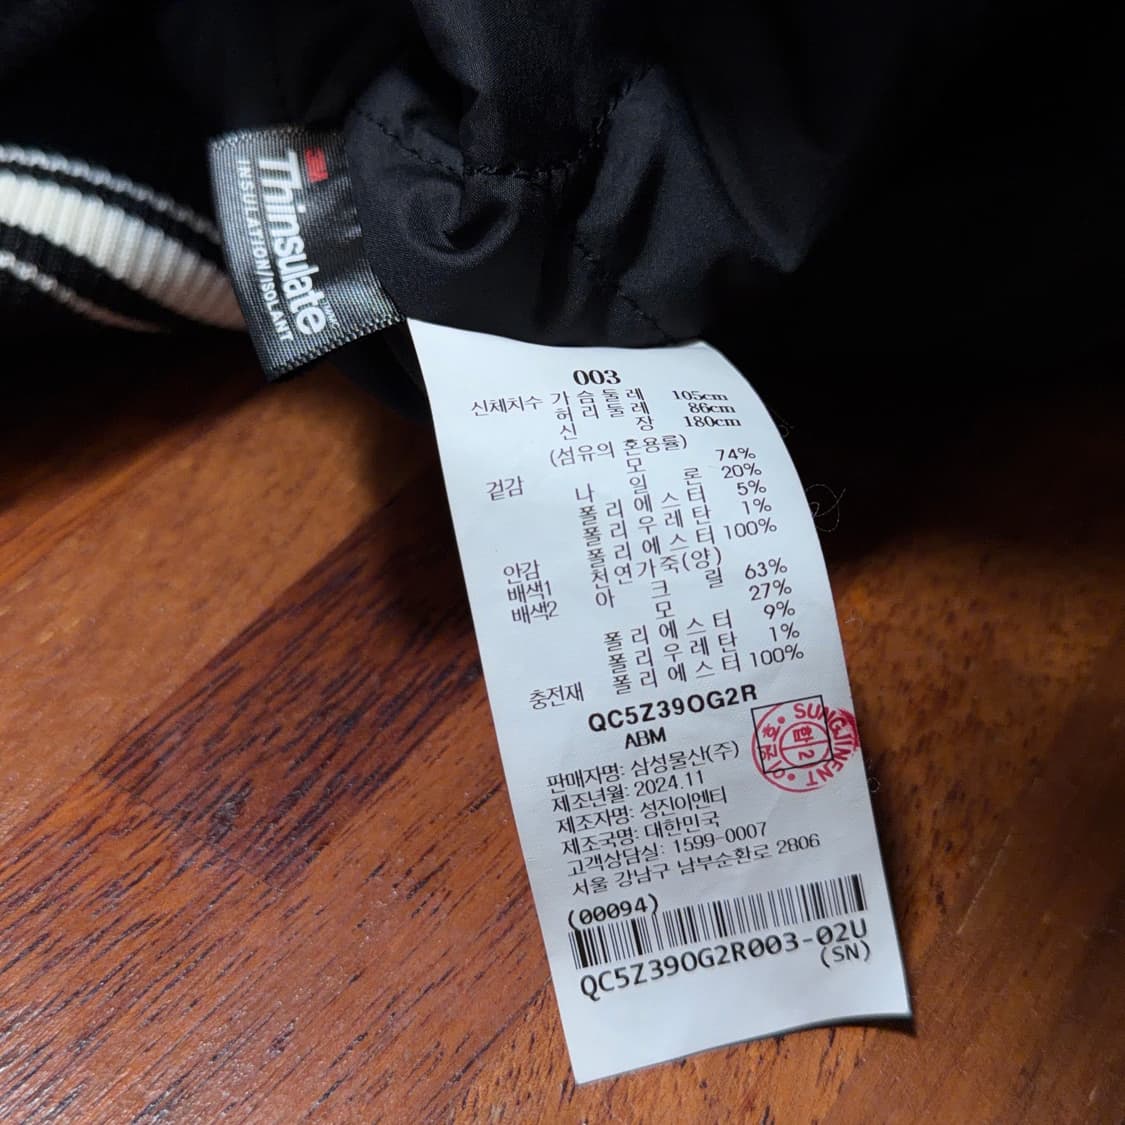 3M
Thinsulate
INSULATION/ISOLANT
003
신체치수 가슴둘레 105cm
허리둘레 86cm
신장 180cm
(섬유의 혼용률)
겉감 모 74%
나일론 20%
폴리에스터 5%
폴리우레탄 1%
안감 폴리에스터 100%
배색1 천연가죽(양)
배색2 아크릴 63%
모 27%
폴리에스터 9%
폴리우레탄 1%
충전재 폴리에스터 100%
QC5Z39OG2R
ABM
판매자명: 삼성물산(주)
제조년월: 2024.11
제조자명: 성진이엔티
제조국명: 대한민국
고객상담실: 1599-0007
서울 강남구 남부순환로 2806
(00094)
QC5Z39OG2R003-02U
(SN)
합
2